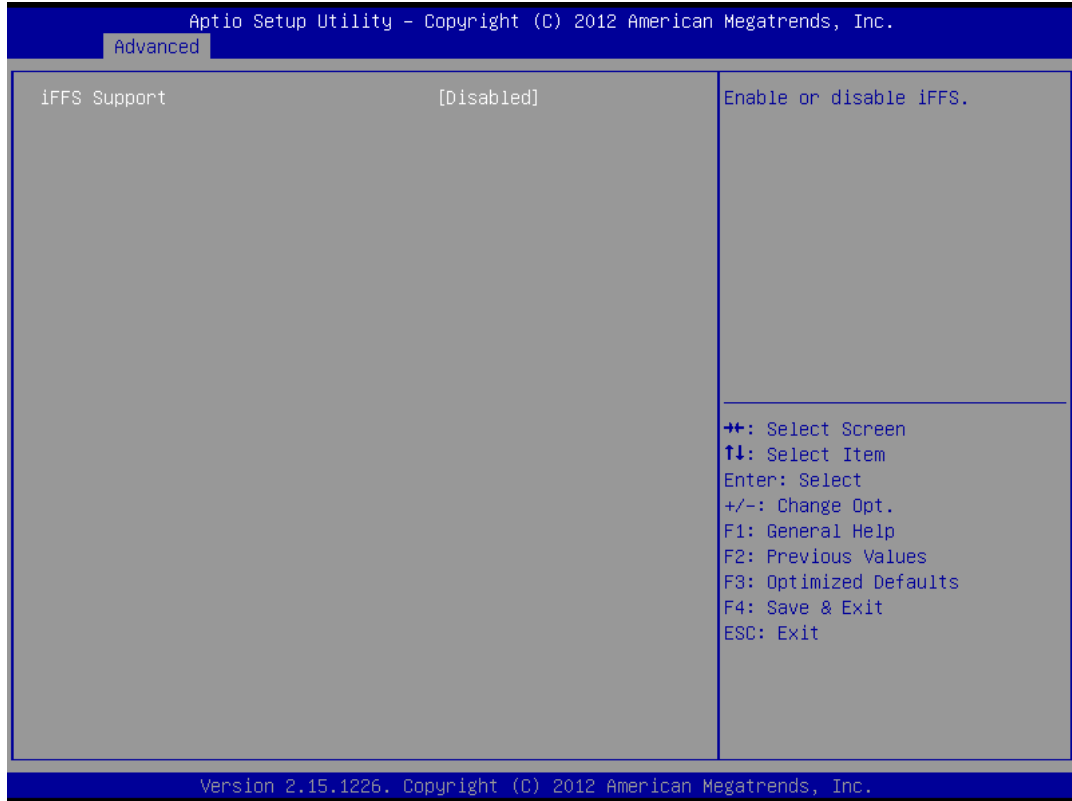 Aptio Setup Utility – Copyright (C) 2012 American Megatrends, Inc.
Advanced
iFFS Support [Disabled]
Enable or disable iFFS.
→←: Select Screen
↑↓: Select Item
Enter: Select
+/-: Change Opt.
F1: General Help
F2: Previous Values
F3: Optimized Defaults
F4: Save & Exit
ESC: Exit
Version 2.15.1226. Copyright (C) 2012 American Megatrends, Inc.